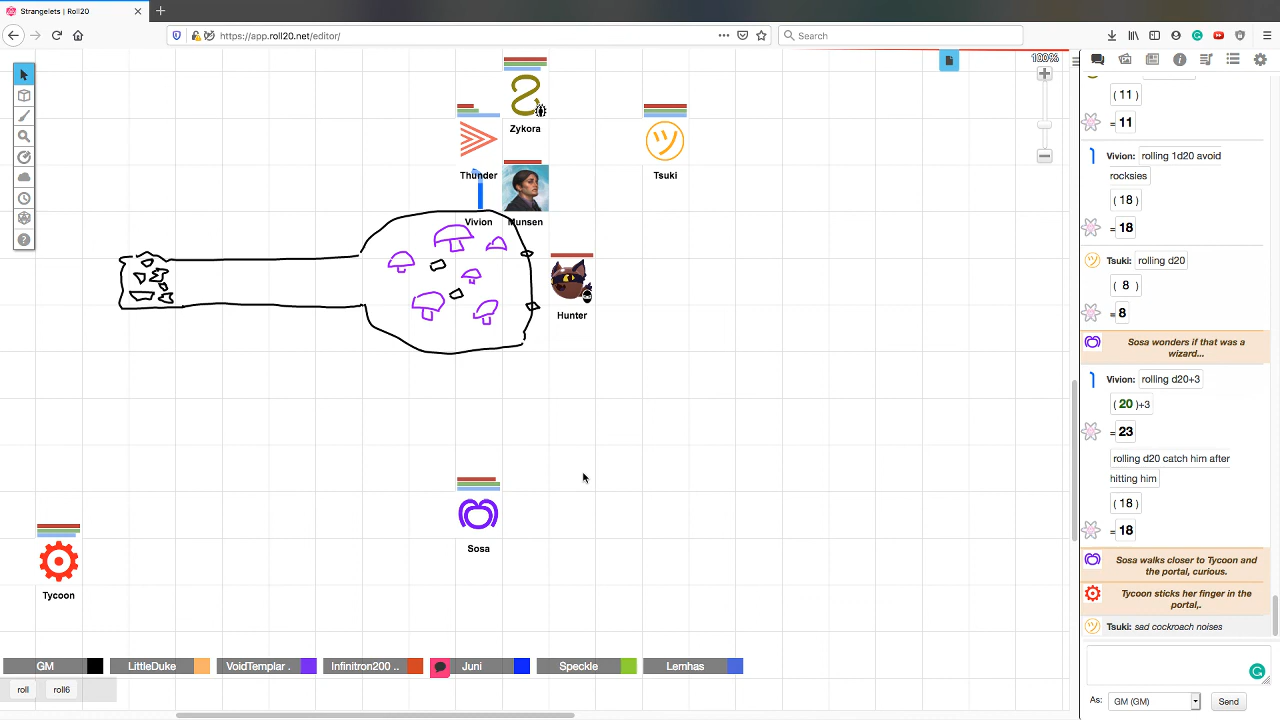 Strangelets | Roll20
https://app.roll20.net/editor/
Search
100%
Zykora
Thunder
Tsuki
ツ
Vivion
Munsen
Hunter
Sosa
Tycoon
(11)
= 11
Vivion: rolling 1d20 avoid
rocksies
(18)
= 18
Tsuki: rolling d20
(8)
= 8
Sosa wonders if that was a
wizard...
Vivion: rolling d20+3
(20)+3
= 23
rolling d20 catch him after
hitting him
(18)
= 18
Sosa walks closer to Tycoon and
the portal, curious.
Tycoon sticks her finger in the
portal,.
Tsuki: sad cockroach noises
GM
LittleDuke
VoidTemplar .
Infinitron200 ..
Juni
Speckle
Lemhas
roll
roll6
As:
GM (GM)
Send